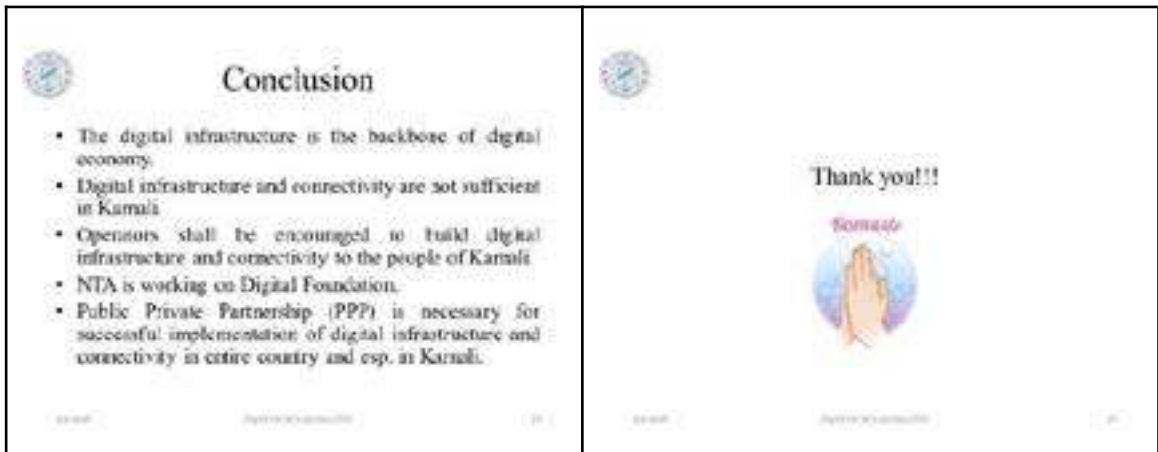 Conclusion
• The digital infrastructure is the backbone of digital
economy.
• Digital infrastructure and connectivity are not sufficient
in Karnali
• Operators shall be encouraged to build digital
infrastructure and connectivity to the people of Karnali
• NTA is working on Digital Foundation.
• Public Private Partnership (PPP) is necessary for
successful implementation of digital infrastructure and
connectivity in entire country and esp. in Karnali.
Thank you!!!
Namaste